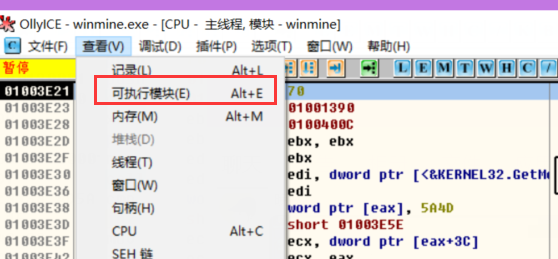 OllyICE - winmine.exe - [CPU - 主线程, 模块 - winmine]
C 文件(F) 查看(V) 调试(D) 插件(P) 选项(T) 窗口(W) 帮助(H)
暂停 L E M T W H C /
记录(L) Alt+L
可执行模块(E) Alt+E
内存(M) Alt+M
堆栈(D)
线程(T)
窗口(W)
句柄(H)
CPU Alt+C
SEH 链
01003E21 70
01003E23 01001390
01003E28 0100400C
01003E2D ebx, ebx
01003E2F ebx
01003E30 edi, dword ptr [<&KERNEL32.GetMo
01003E36 edi
01003E38 word ptr [eax], 5A4D
01003E3D short 01003E5E
01003E3F ecx, dword ptr [eax+3C]
01003E42 ecx, eax